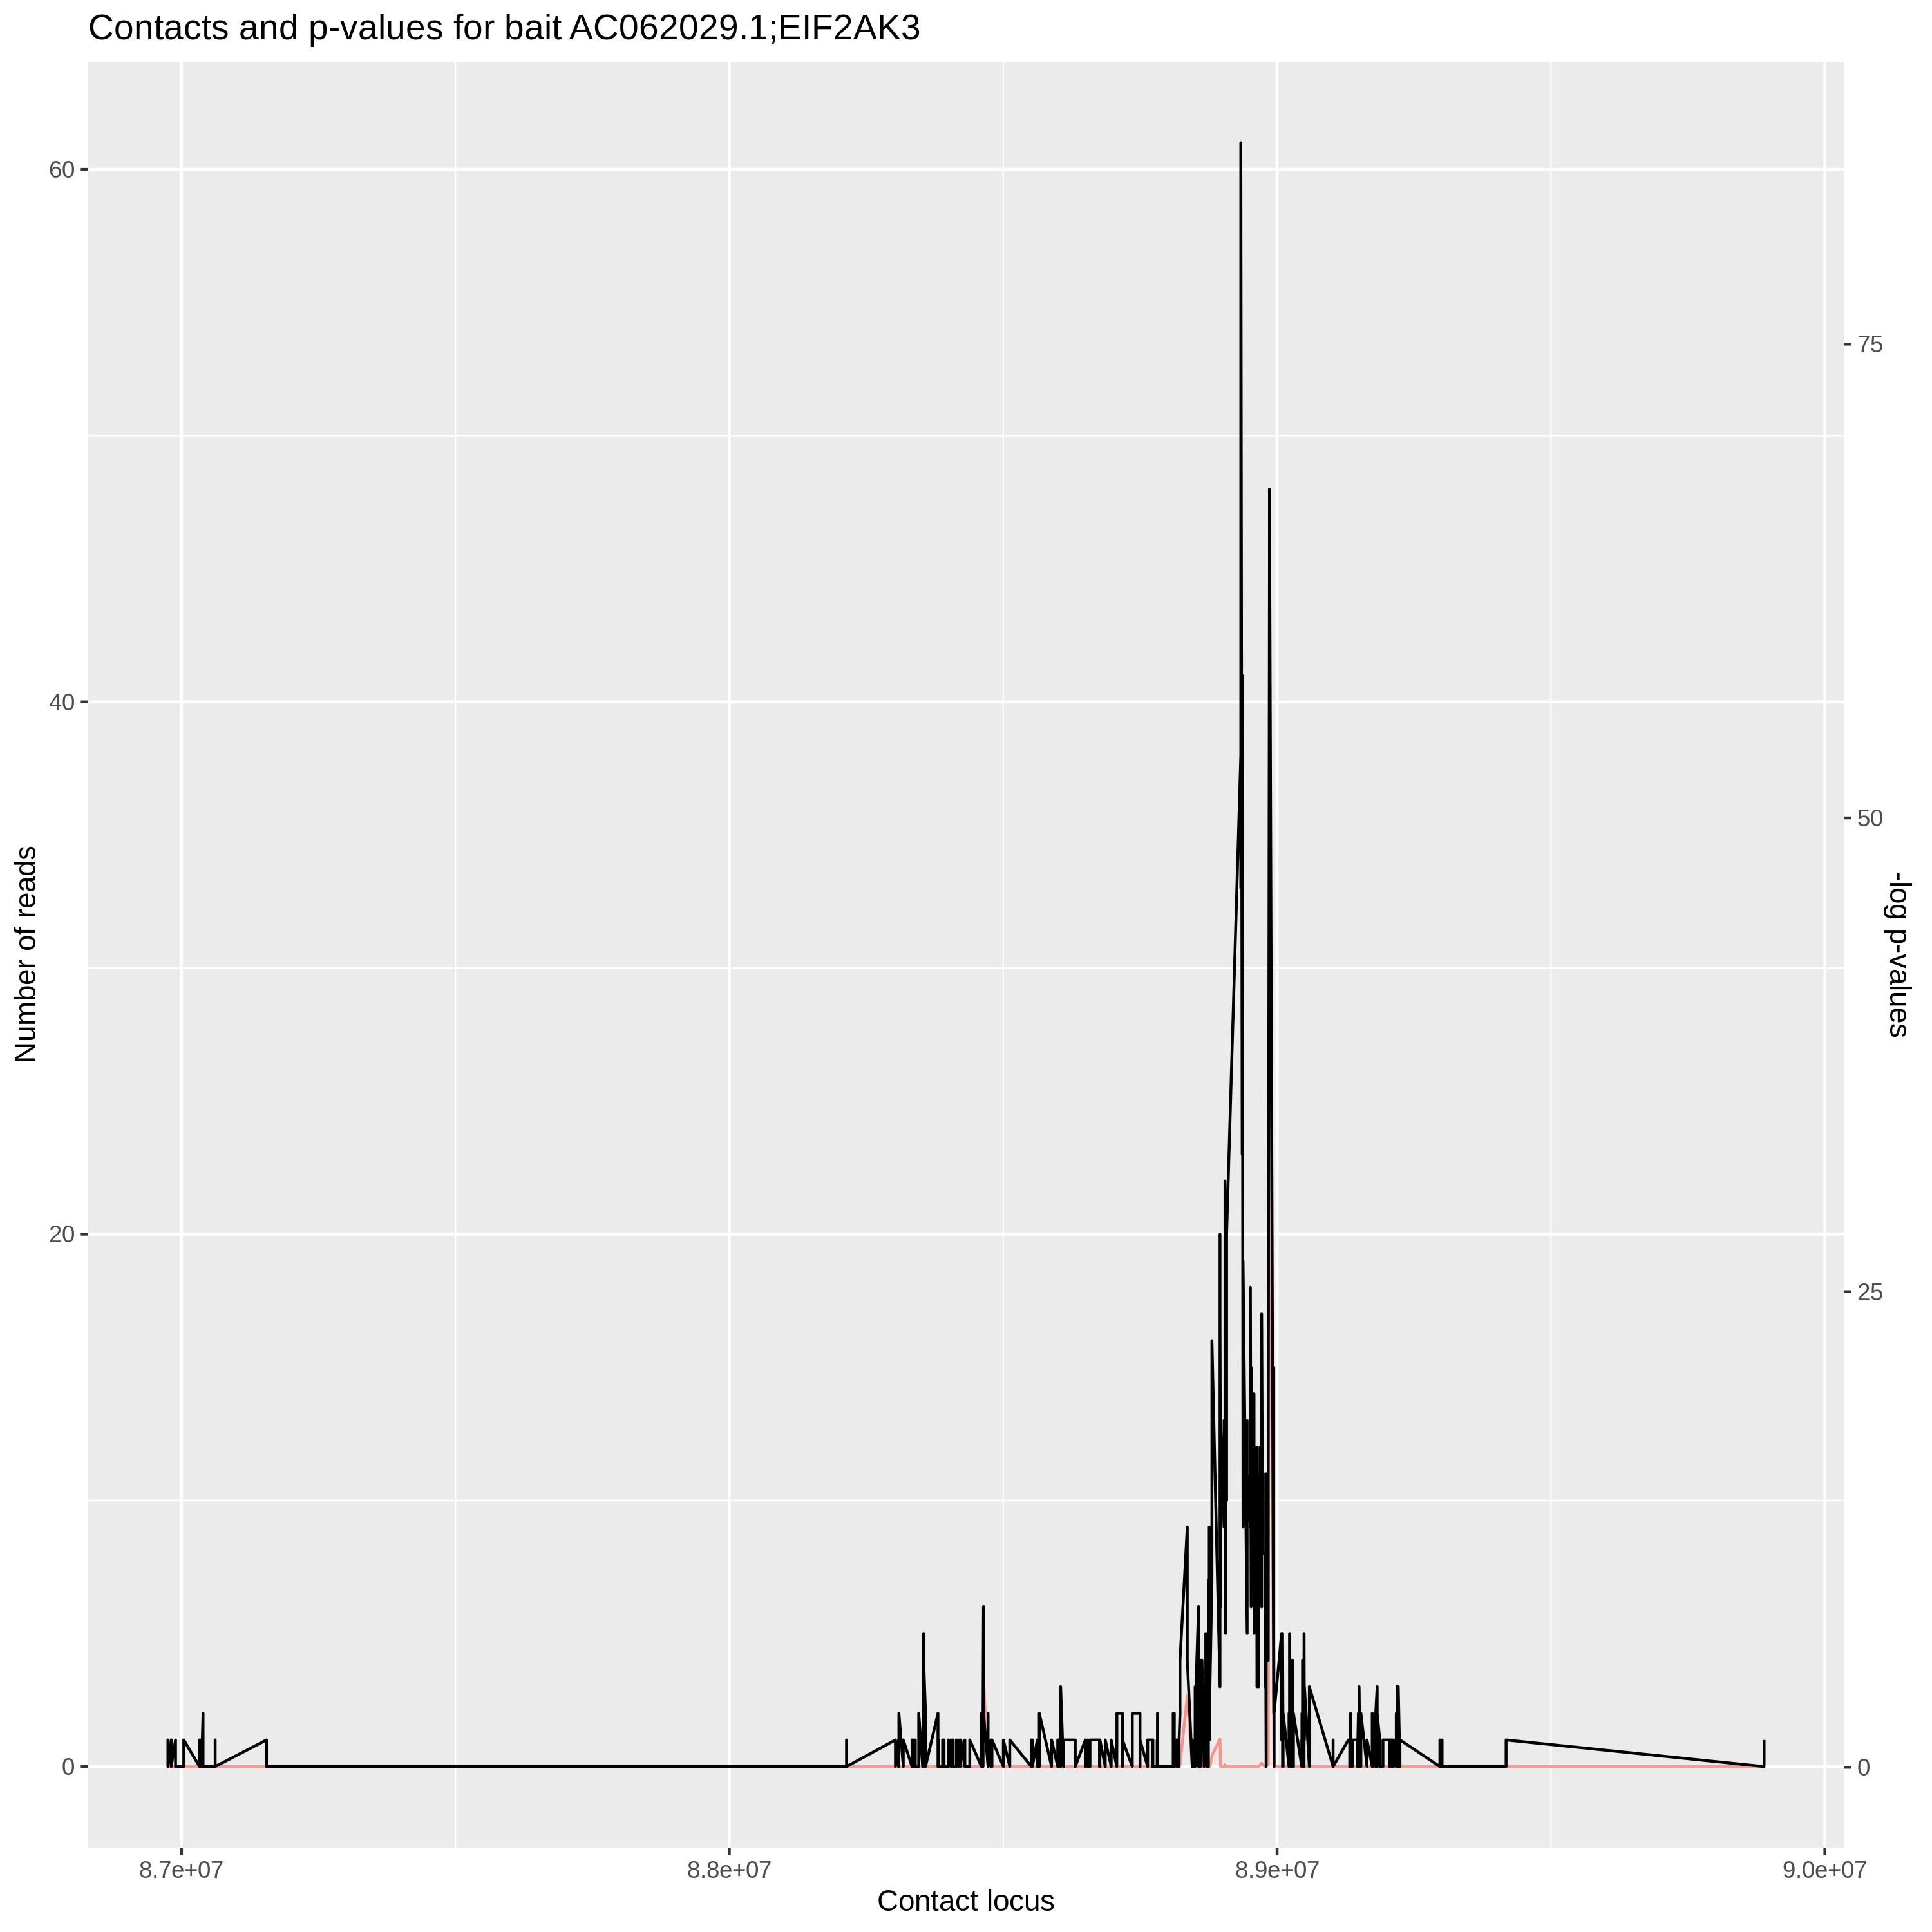 Contacts and p-values for bait AC062029.1;EIF2AK3
60
40
20
0
Number of reads
75
50
25
0
-log p-values
8.7e+07
8.8e+07
8.9e+07
9.0e+07
Contact locus